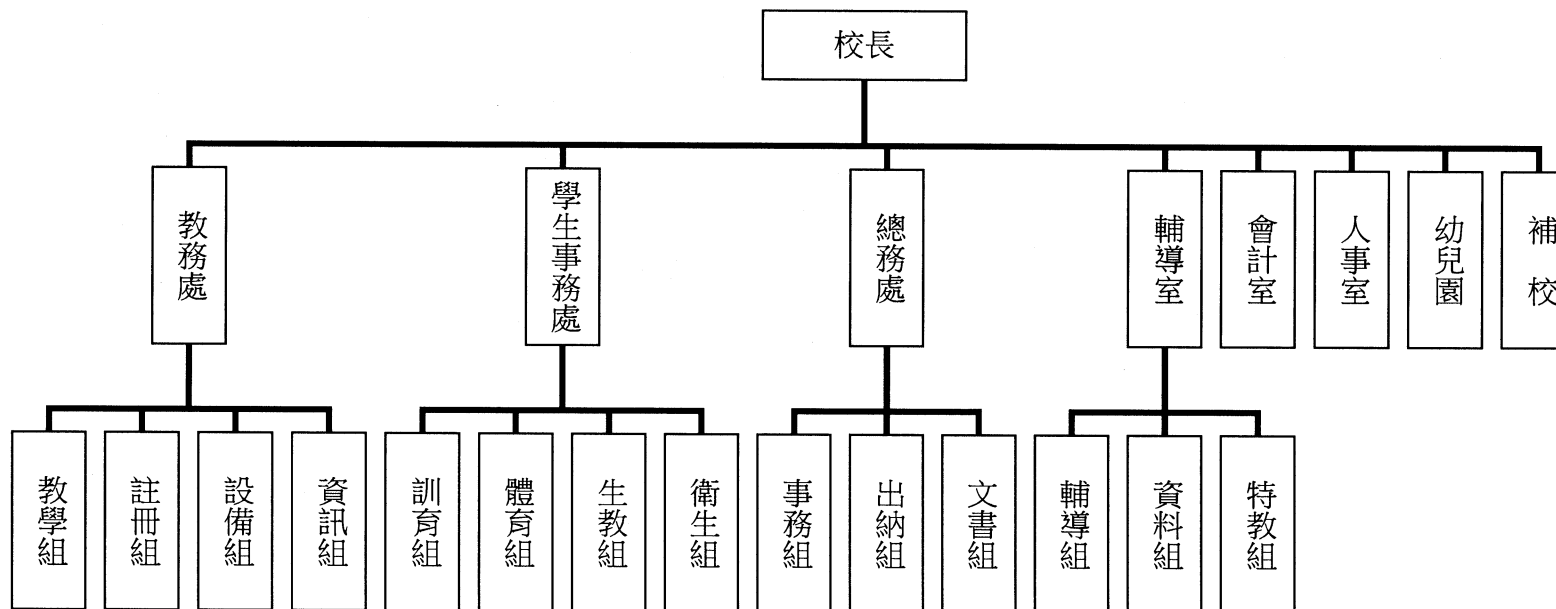 校長
教務處
學生事務處
總務處
輔導室
會計室
人事室
幼兒園
補校
教學組
註冊組
設備組
資訊組
訓育組
體育組
生教組
衛生組
事務組
出納組
文書組
輔導組
資料組
特教組